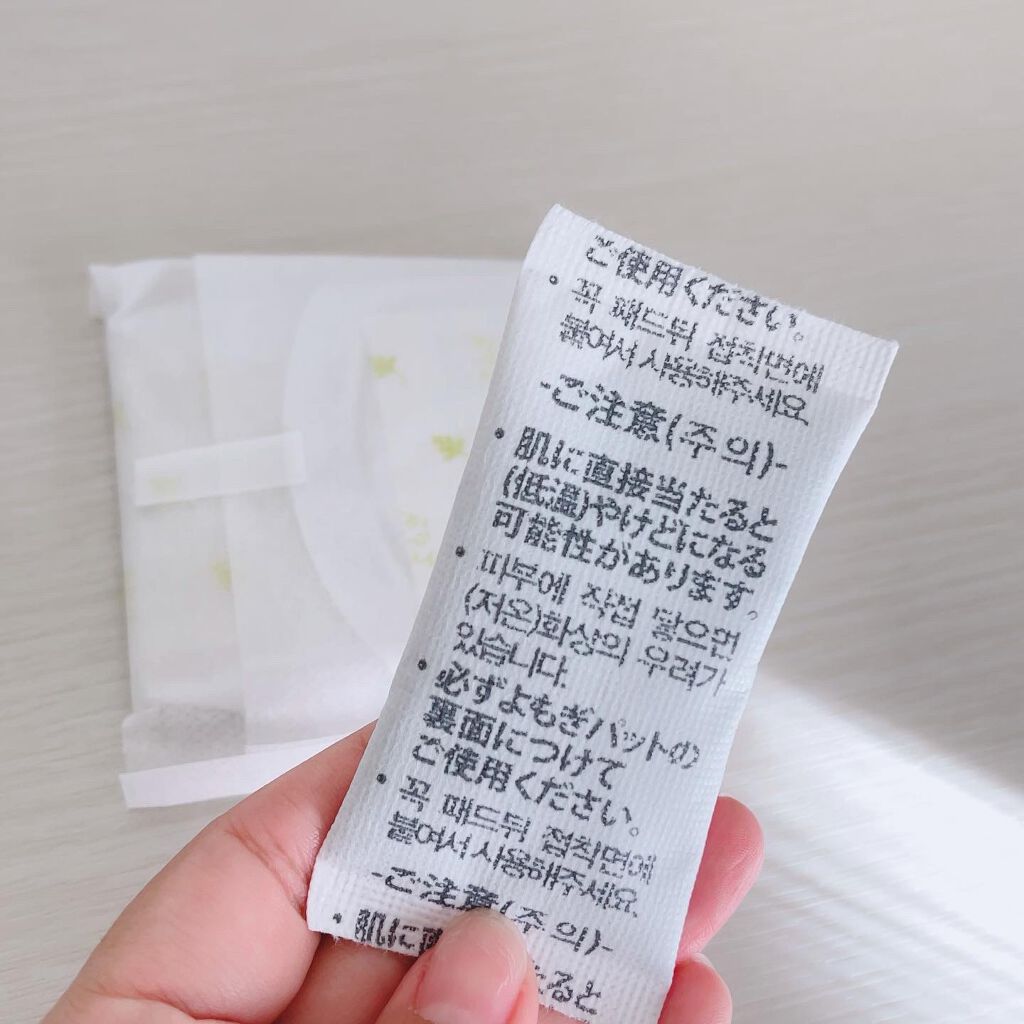 ご使用ください。
• 꼭 패드뒤 접착면에
붙여서 사용해주세요.
-ご注意(주의)-
• 肌に直接当たると
(低温)やけどになる
可能性があります。
• 피부에 직접 닿으면
(저온)화상의 우려가
있습니다.
• 必ずよもぎパットの
裏面につけて
ご使用ください。
• 꼭 패드뒤 접착면에
붙여서 사용해주세요.
-ご注意(주의)-
• 肌に直 たると